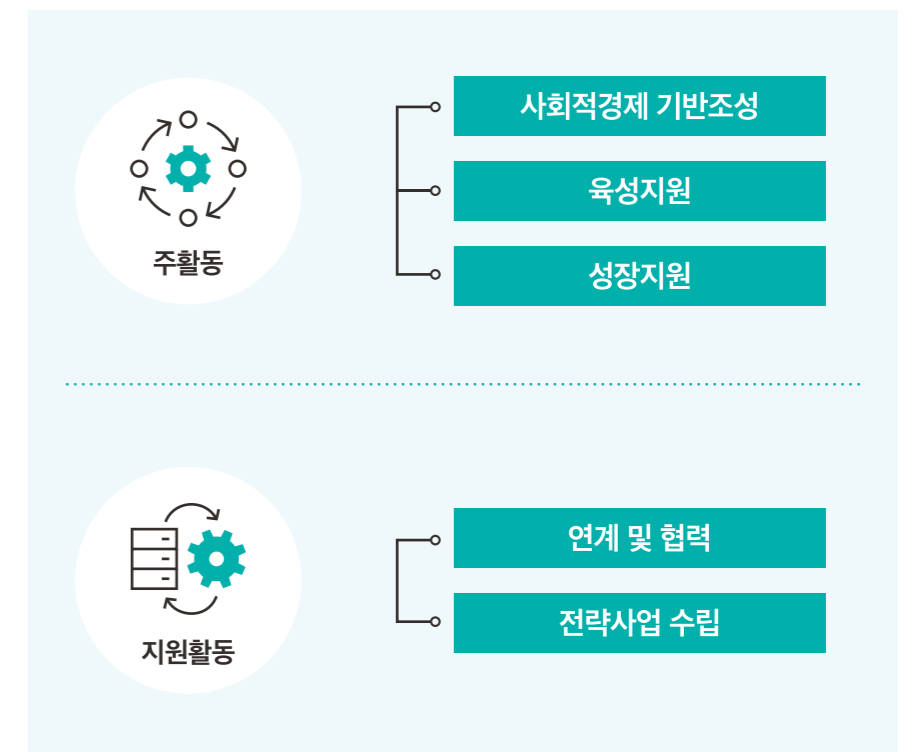 주활동
사회적경제 기반조성
육성지원
성장지원
지원활동
연계 및 협력
전략사업 수립